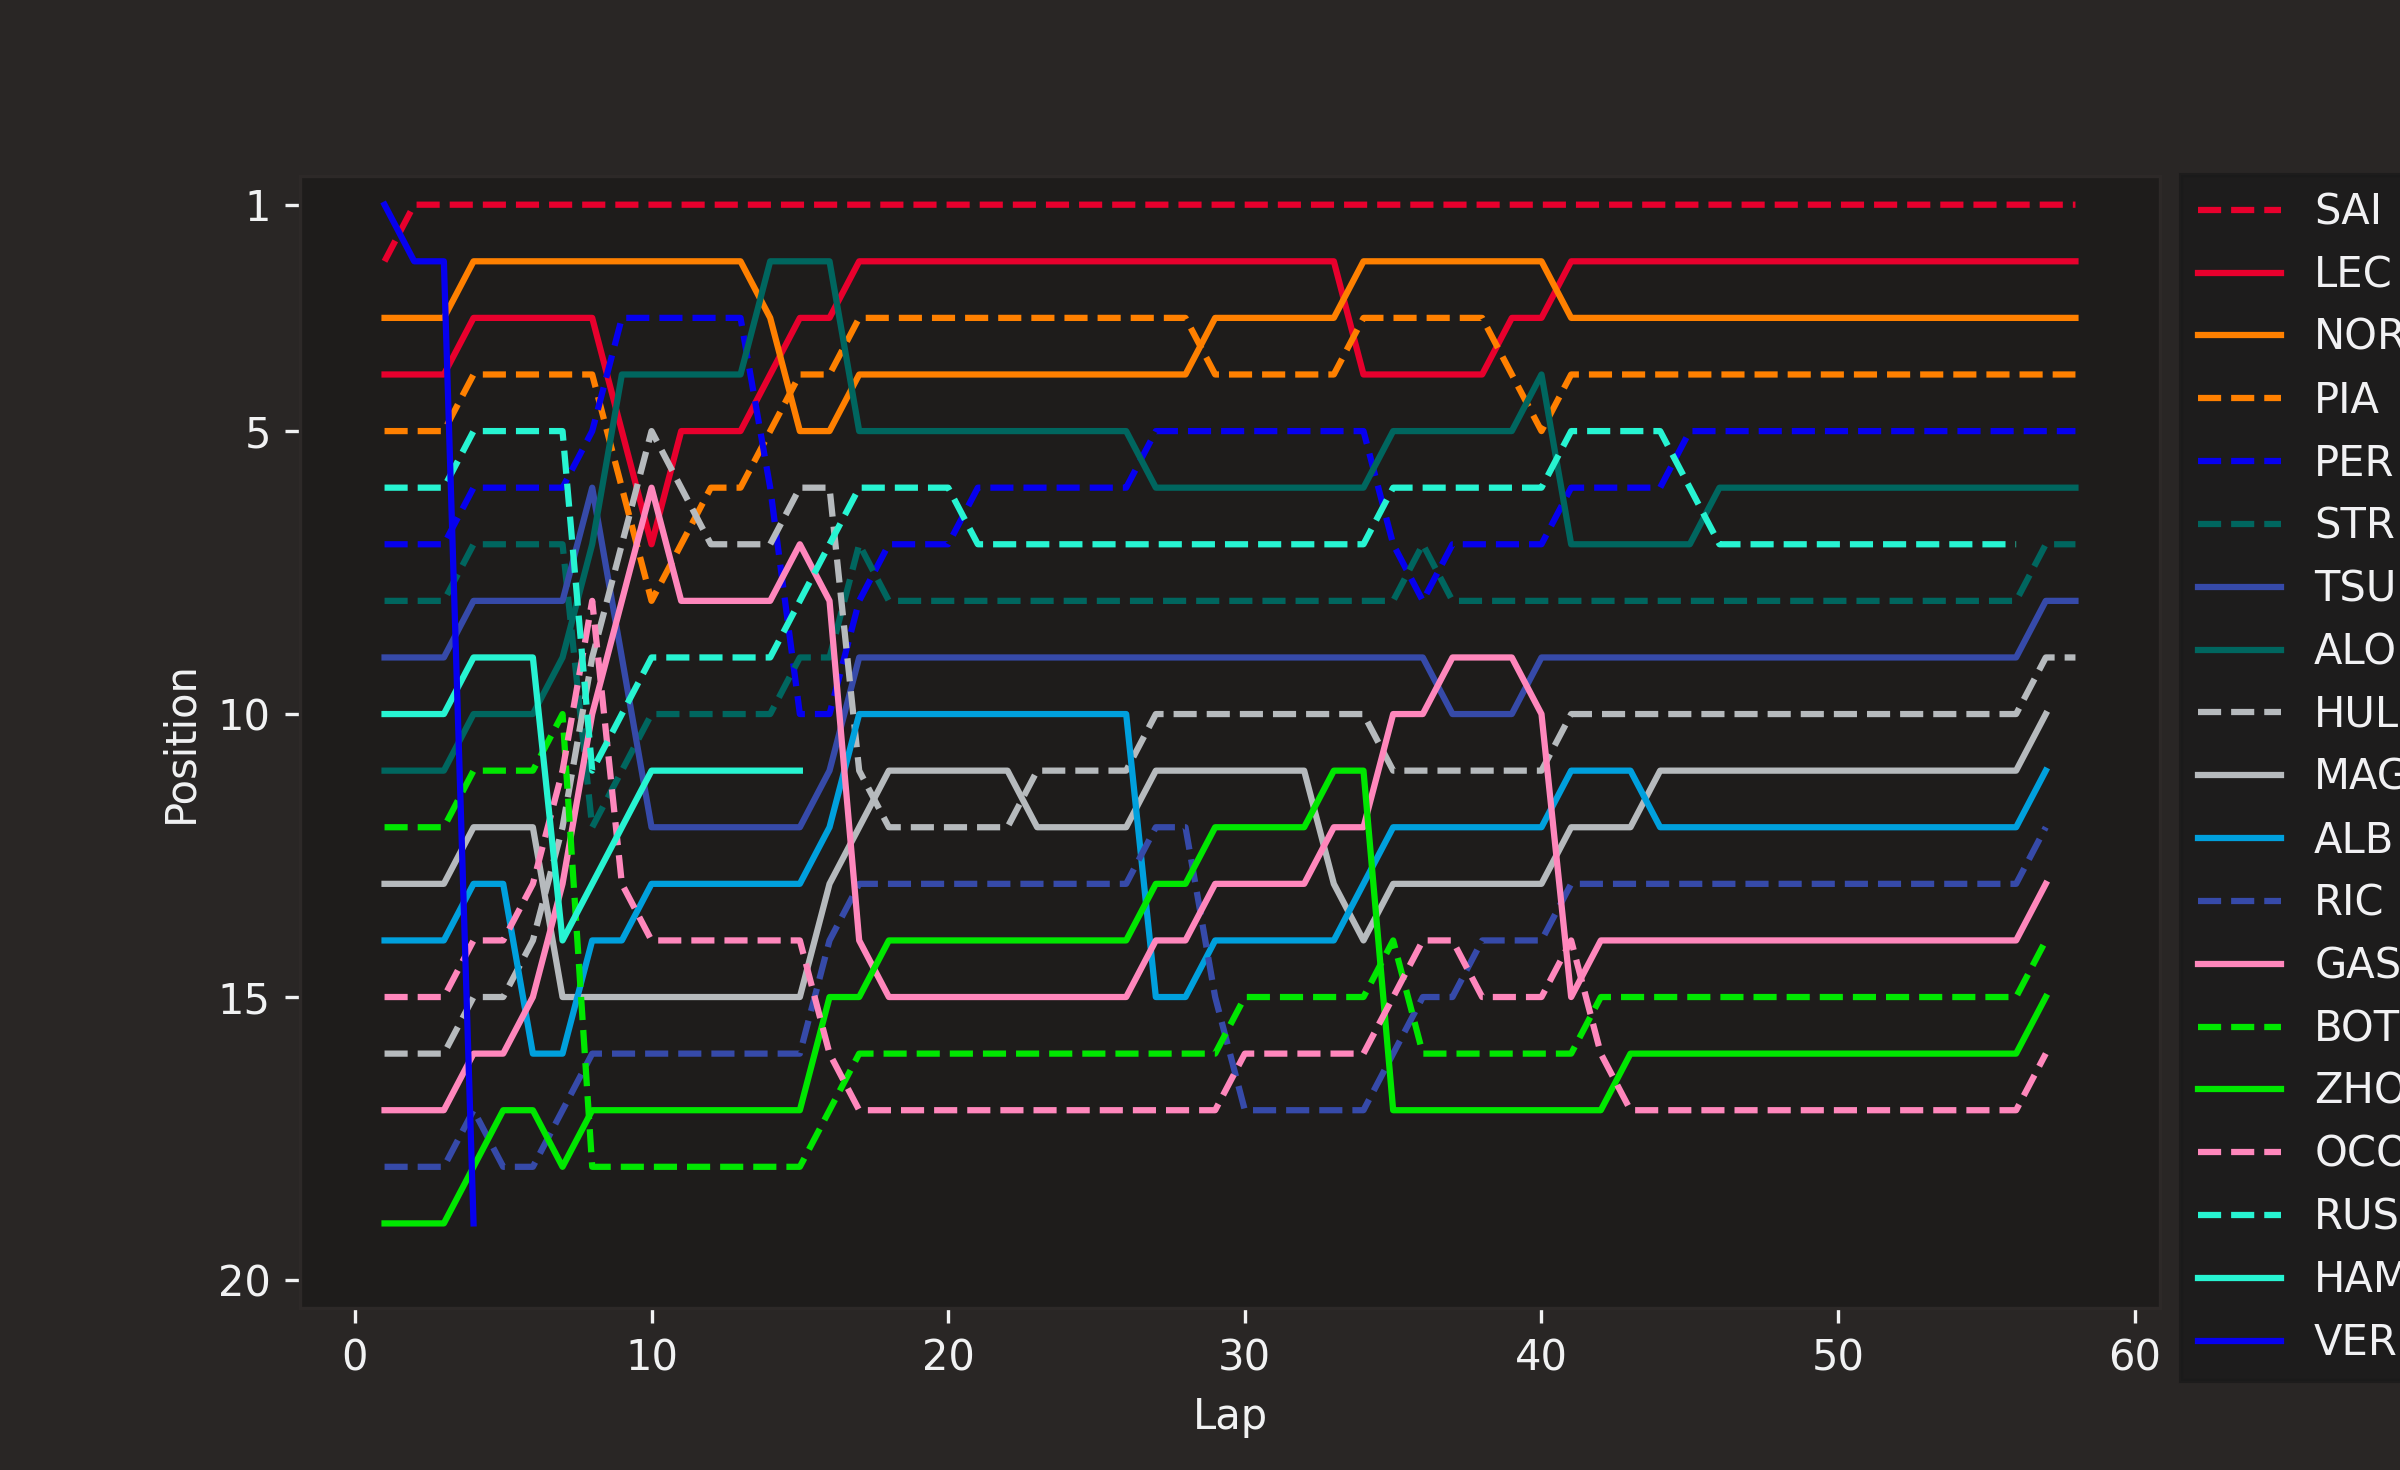 1
5
10
15
20
Position
0 10 20 30 40 50 60
Lap
SAI
LEC
NOR
PIA
PER
STR
TSU
ALO
HUL
MAG
ALB
RIC
GAS
BOT
ZHO
OCO
RUS
HAM
VER